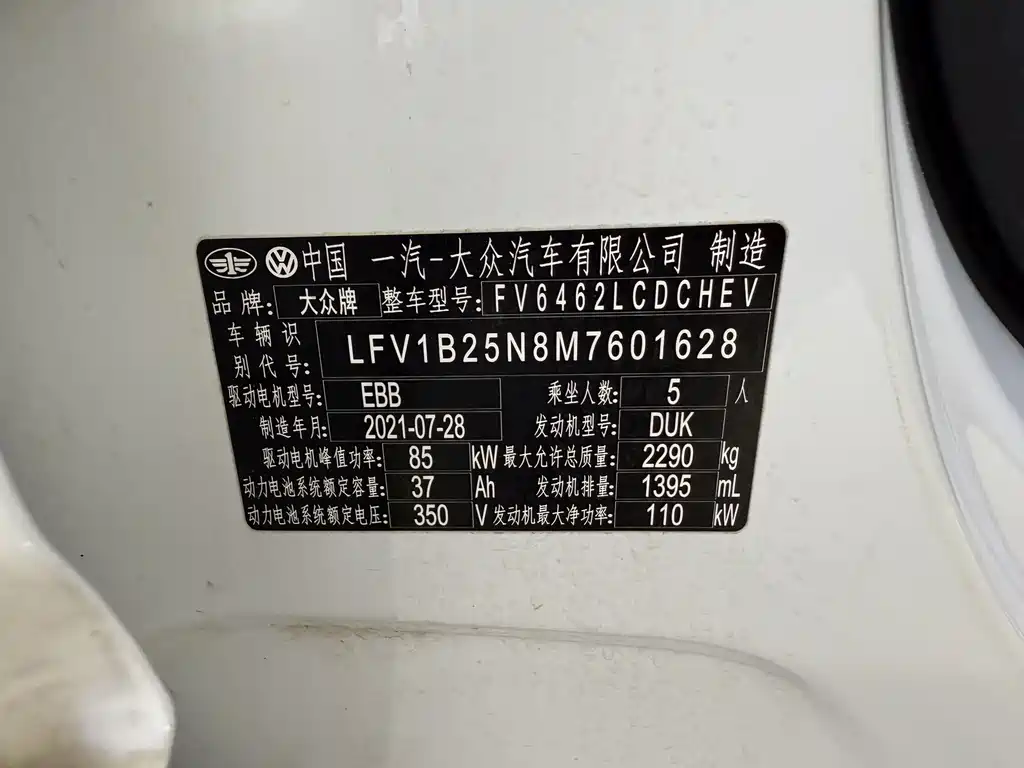 中国 一汽-大众汽车有限公司 制造
品牌: 大众牌 整车型号: FV6462LCDCHEV
车辆识别代号: LFV1B25N8M7601628
驱动电机型号: EBB 乘坐人数: 5 人
制造年月: 2021-07-28 发动机型号: DUK
驱动电机峰值功率: 85 kW 最大允许总质量: 2290 kg
动力电池系统额定容量: 37 Ah 发动机排量: 1395 mL
动力电池系统额定电压: 350 V 发动机最大净功率: 110 kW